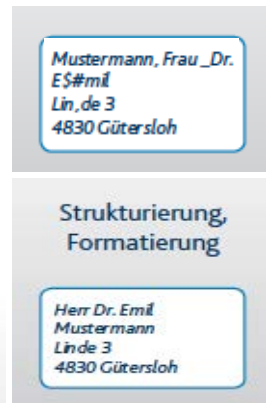 Mustermann, Frau _Dr.
E$#mil
Lin,de 3
4830 Gütersloh
Strukturierung,
Formatierung
Herr Dr. Emil
Mustermann
Linde 3
4830 Gütersloh